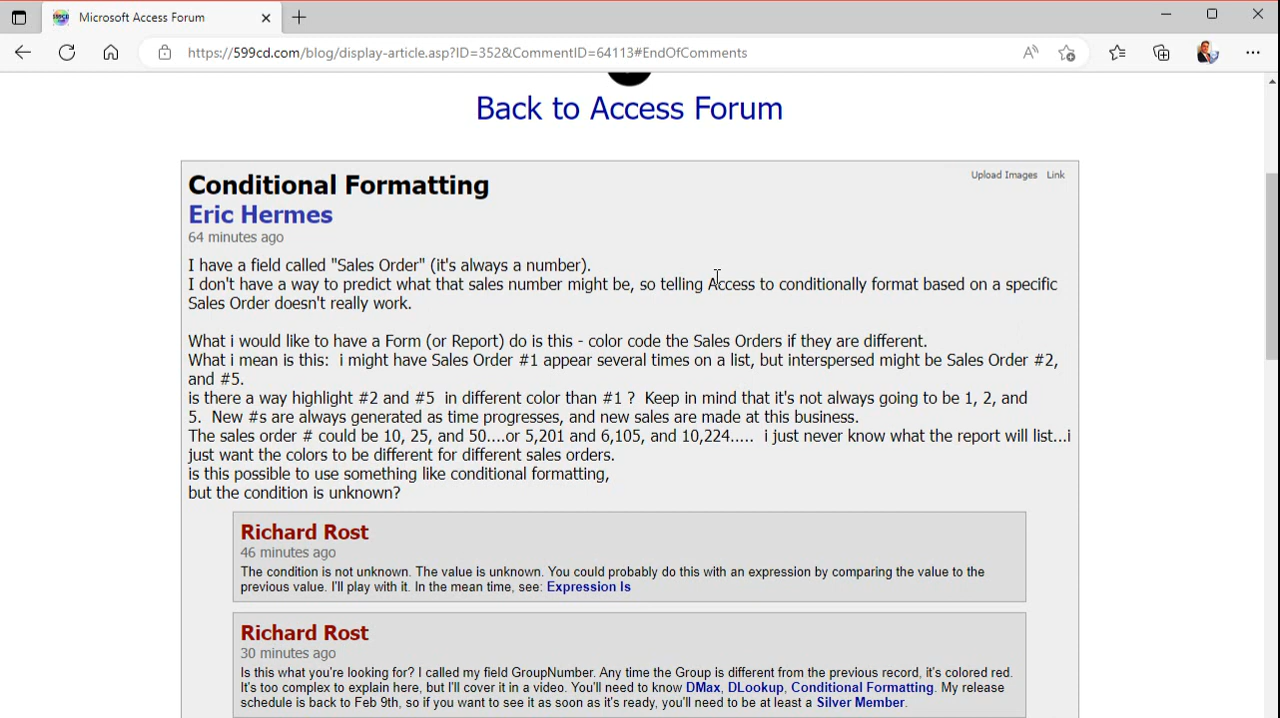 Microsoft Access Forum
https://599cd.com/blog/display-article.asp?ID=352&CommentID=64113#EndOfComments
Back to Access Forum
Upload Images Link
Conditional Formatting
Eric Hermes
64 minutes ago
I have a field called "Sales Order" (it's always a number).
I don't have a way to predict what that sales number might be, so telling Access to conditionally format based on a specific
Sales Order doesn't really work.
What i would like to have a Form (or Report) do is this - color code the Sales Orders if they are different.
What i mean is this:  i might have Sales Order #1 appear several times on a list, but interspersed might be Sales Order #2,
and #5.
is there a way highlight #2 and #5  in different color than #1 ?  Keep in mind that it's not always going to be 1, 2, and
5.  New #s are always generated as time progresses, and new sales are made at this business.
The sales order # could be 10, 25, and 50....or 5,201 and 6,105, and 10,224.....  i just never know what the report will list...i
just want the colors to be different for different sales orders.
is this possible to use something like conditional formatting,
but the condition is unknown?
Richard Rost
46 minutes ago
The condition is not unknown. The value is unknown. You could probably do this with an expression by comparing the value to the
previous value. I'll play with it. In the mean time, see: Expression Is
Richard Rost
30 minutes ago
Is this what you're looking for? I called my field GroupNumber. Any time the Group is different from the previous record, it's colored red.
It's too complex to explain here, but I'll cover it in a video. You'll need to know DMax, DLookup, Conditional Formatting. My release
schedule is back to Feb 9th, so if you want to see it as soon as it's ready, you'll need to be at least a Silver Member.